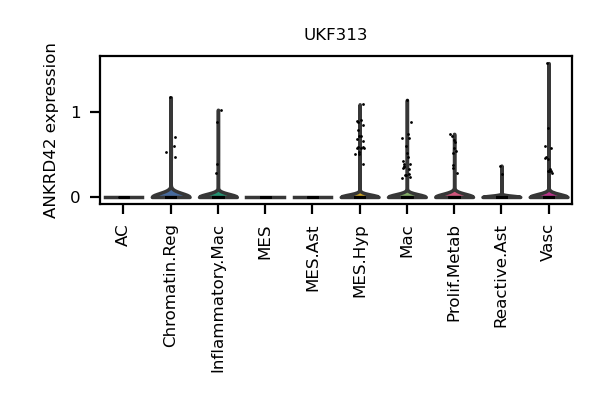 UKF313
ANKRD42 expression
1
0
AC
Chromatin.Reg
Inflammatory.Mac
MES
MES.Ast
MES.Hyp
Mac
Prolif.Metab
Reactive.Ast
Vasc